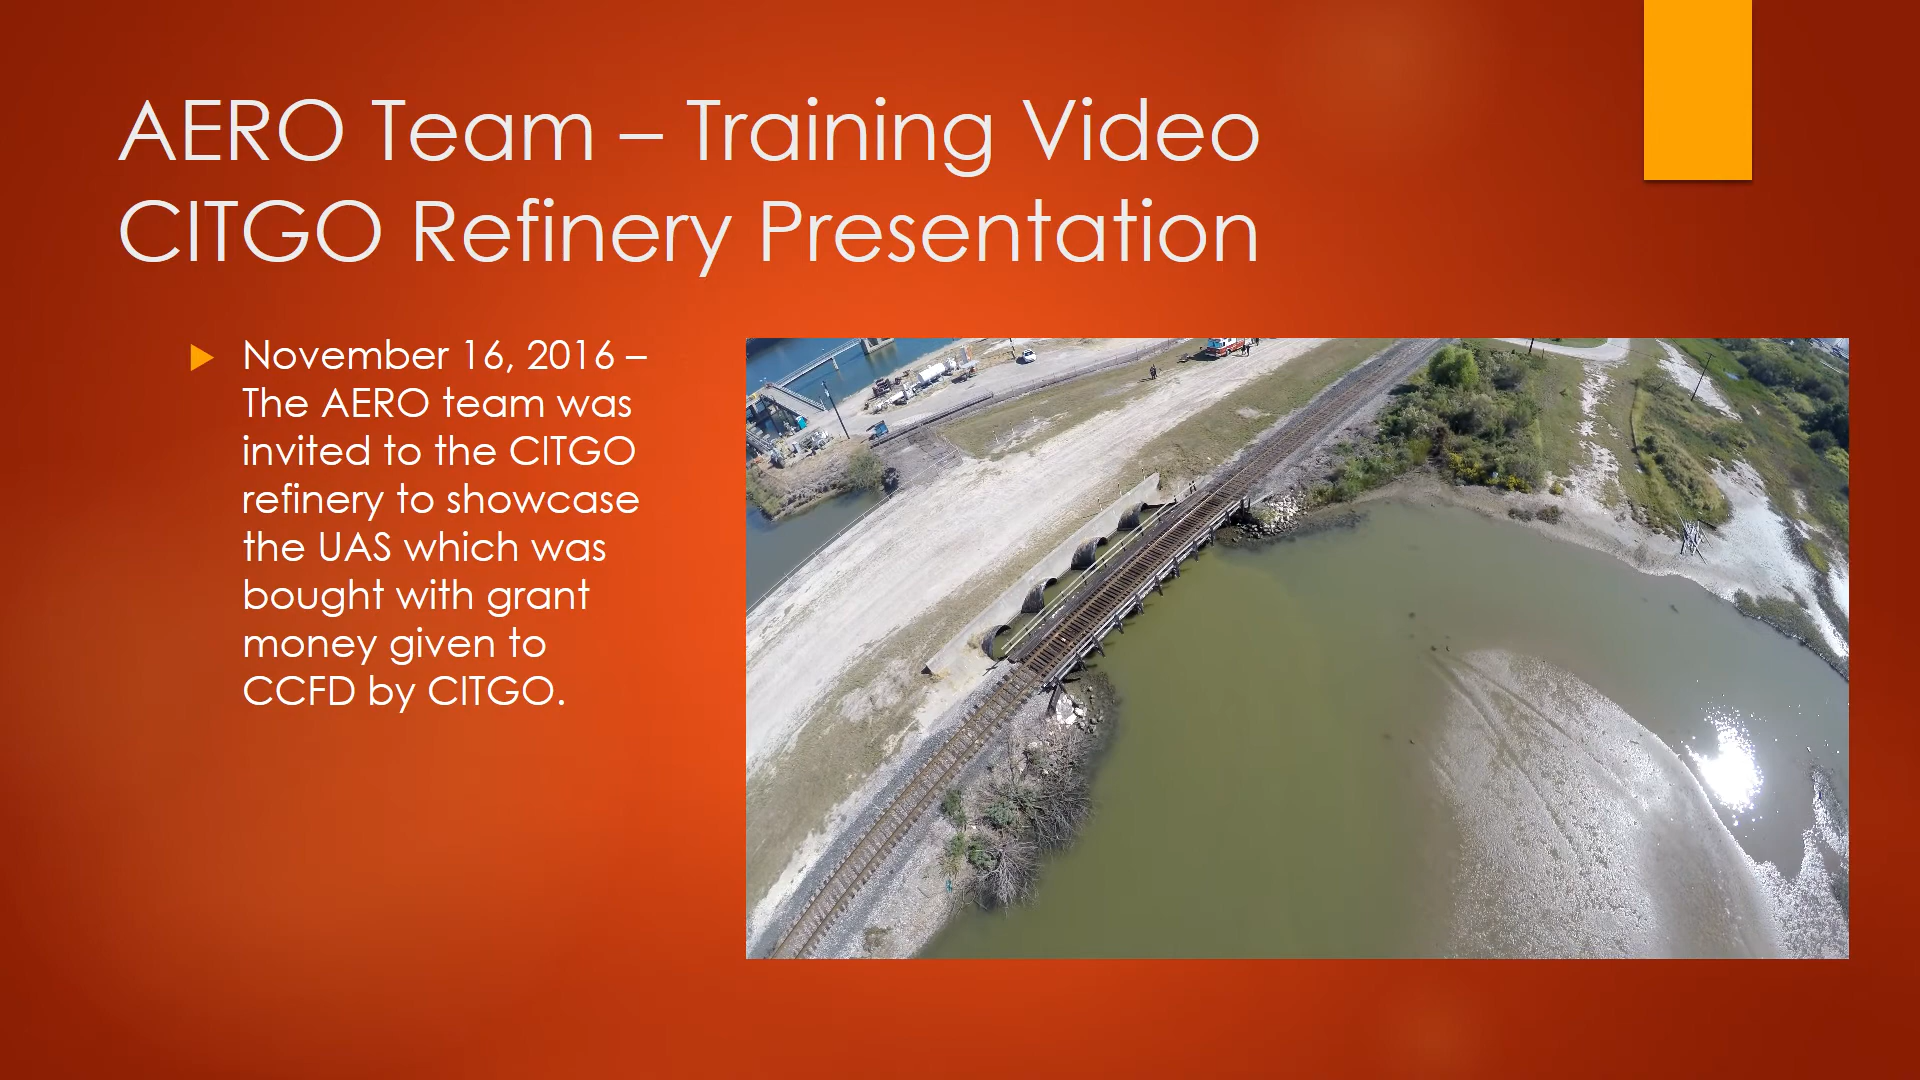 AERO Team – Training Video
CITGO Refinery Presentation
November 16, 2016 –
The AERO team was
invited to the CITGO
refinery to showcase
the UAS which was
bought with grant
money given to
CCFD by CITGO.